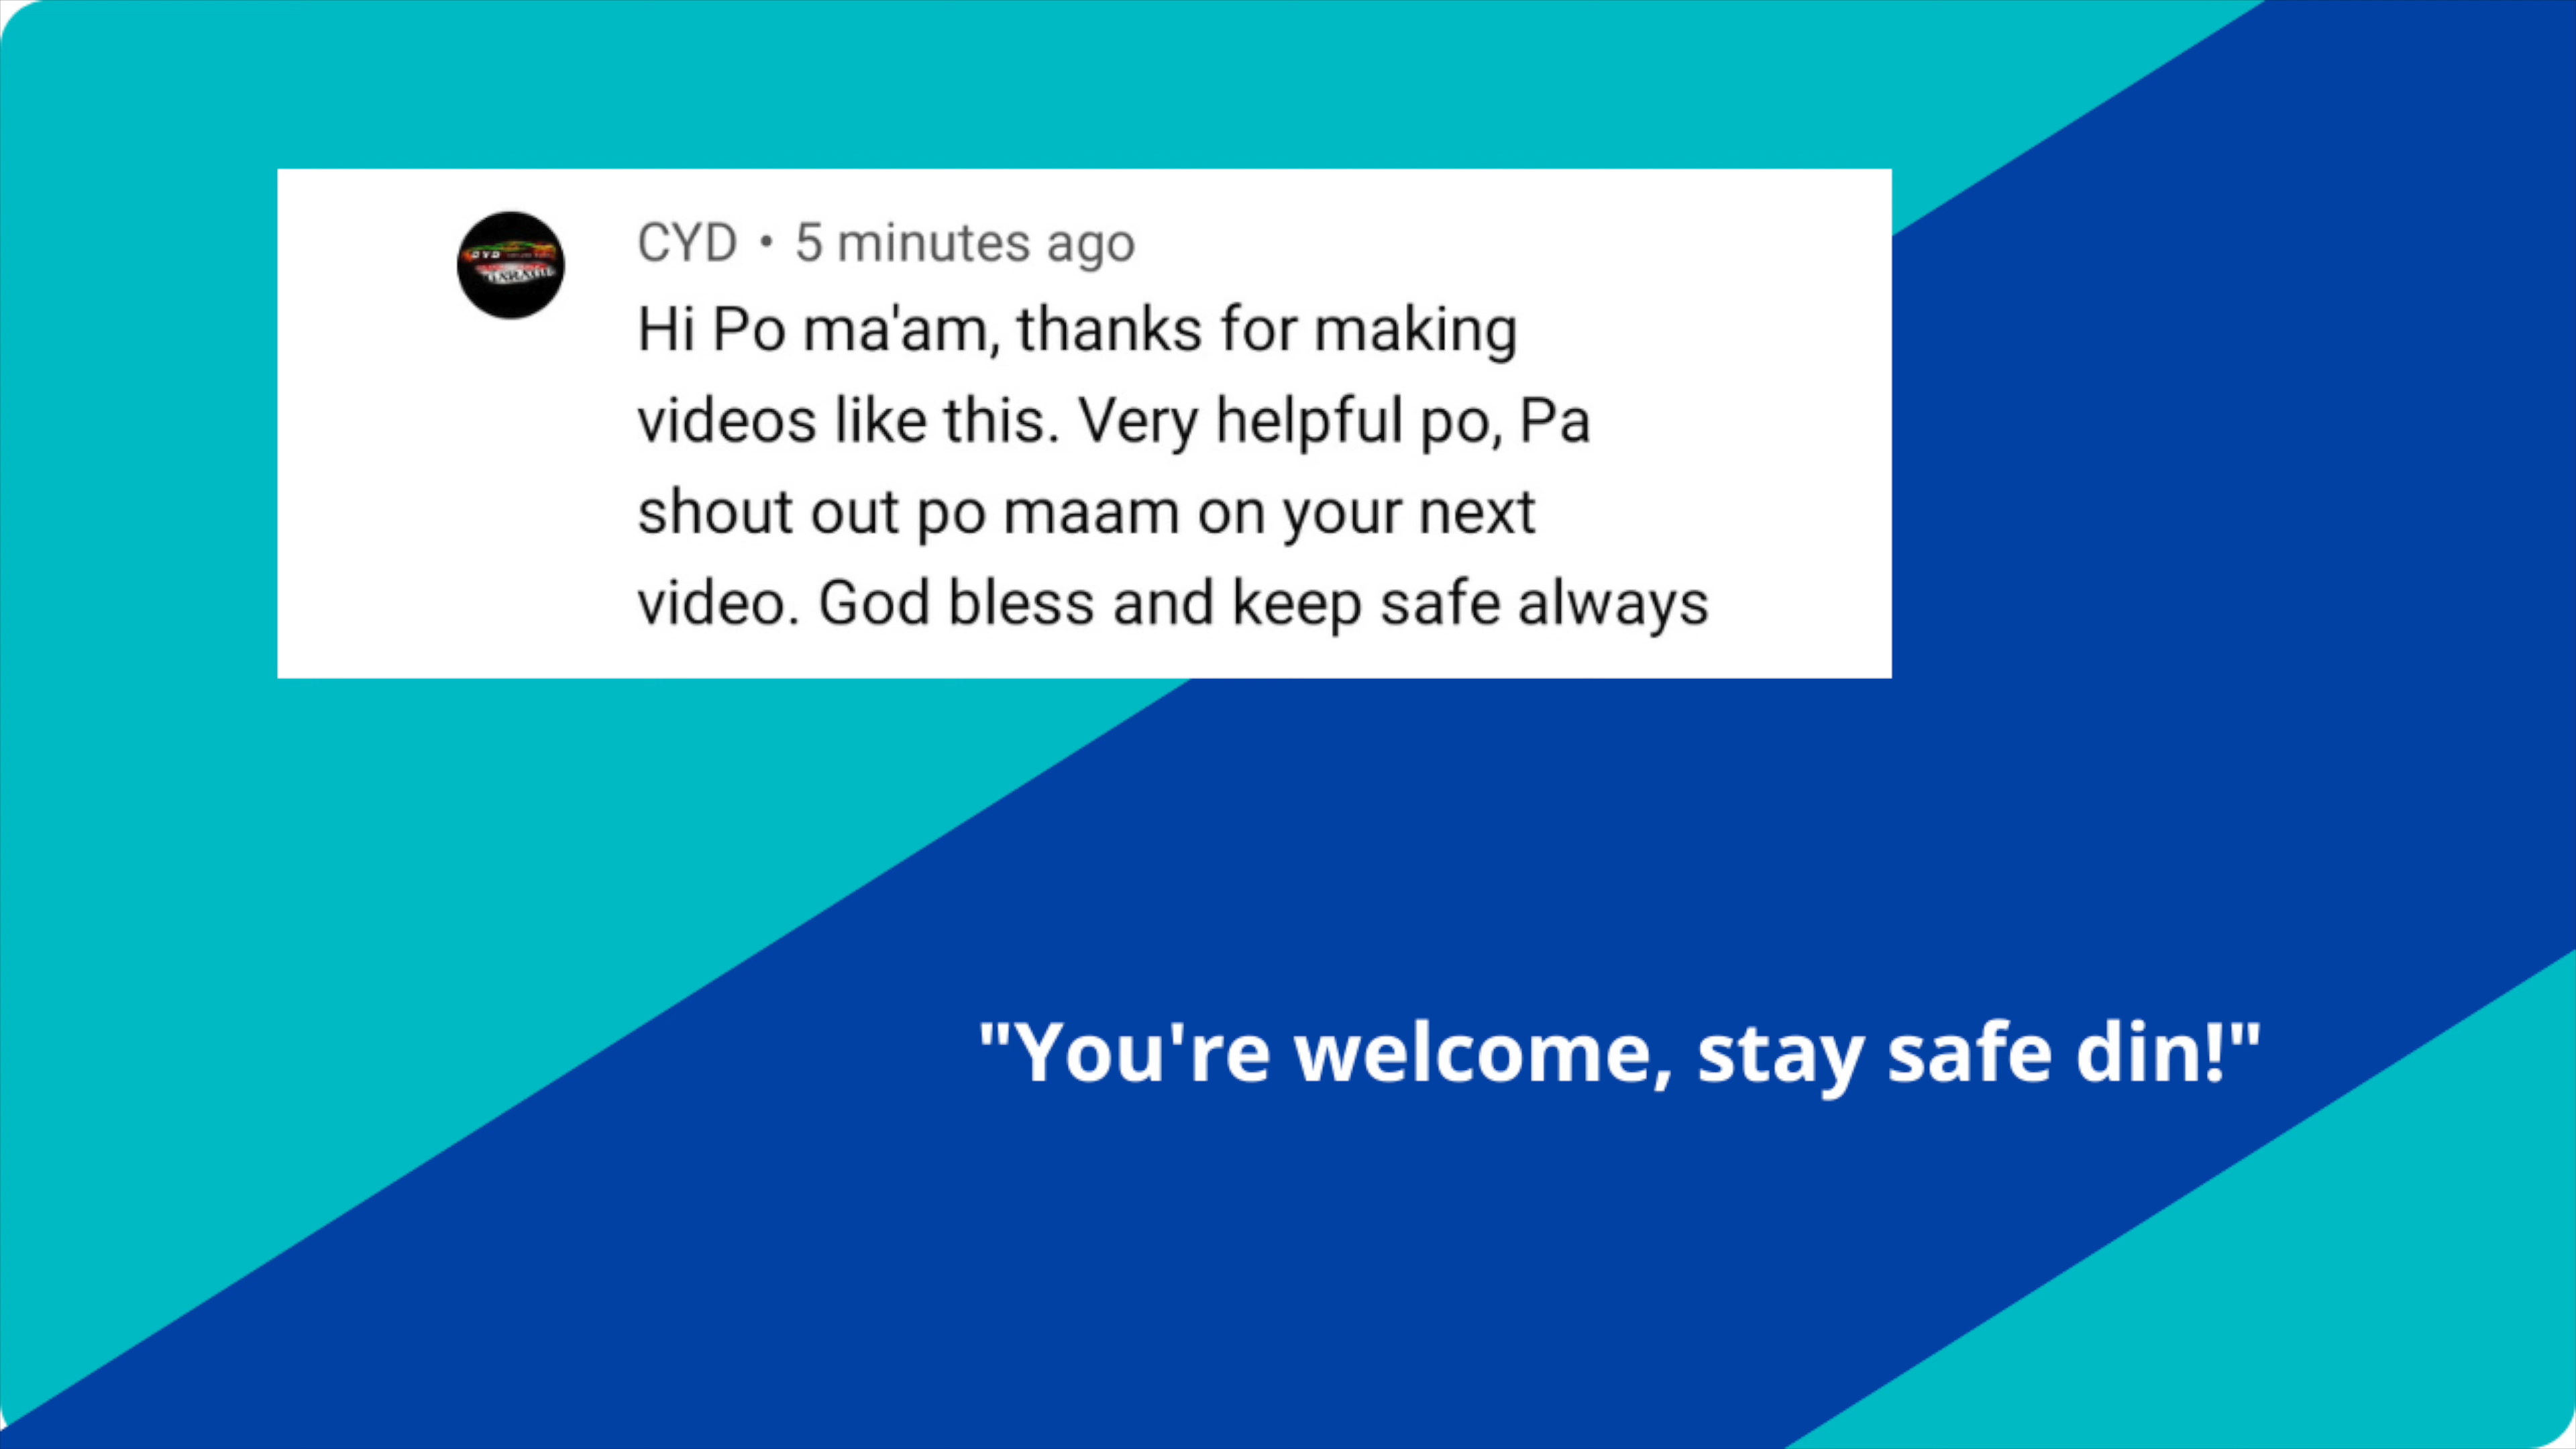 CYD • 5 minutes ago
Hi Po ma'am, thanks for making
videos like this. Very helpful po, Pa
shout out po maam on your next
video. God bless and keep safe always
"You're welcome, stay safe din!"